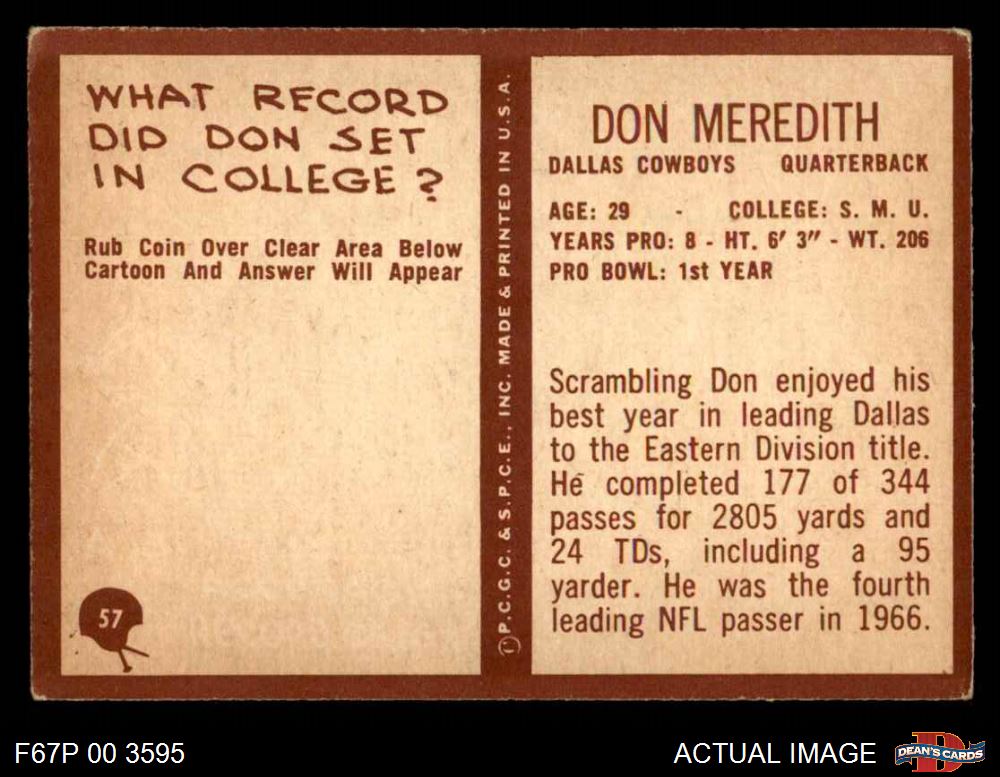 WHAT RECORD
DID DON SET
IN COLLEGE ?
Rub Coin Over Clear Area Below
Cartoon And Answer Will Appear
57
P.C.G.C. & S.P.C.E., INC. MADE & PRINTED IN U.S.A.
DON MEREDITH
DALLAS COWBOYS QUARTERBACK
AGE: 29 - COLLEGE: S. M. U.
YEARS PRO: 8 - HT. 6′ 3″ - WT. 206
PRO BOWL: 1st YEAR
Scrambling Don enjoyed his
best year in leading Dallas
to the Eastern Division title.
He completed 177 of 344
passes for 2805 yards and
24 TDs, including a 95
yarder. He was the fourth
leading NFL passer in 1966.
F67P 00 3595
ACTUAL IMAGE
DEAN'S CARDS